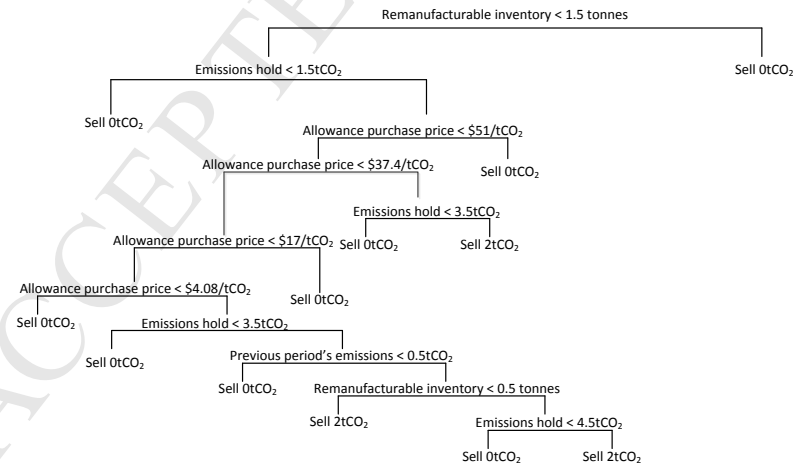 Remanufacturable inventory < 1.5 tonnes
Emissions hold < 1.5tCO₂
Sell 0tCO₂
Sell 0tCO₂
Allowance purchase price < $51/tCO₂
Allowance purchase price < $37.4/tCO₂
Sell 0tCO₂
Emissions hold < 3.5tCO₂
Allowance purchase price < $17/tCO₂
Sell 0tCO₂
Sell 2tCO₂
Allowance purchase price < $4.08/tCO₂
Sell 0tCO₂
Sell 0tCO₂
Emissions hold < 3.5tCO₂
Sell 0tCO₂
Previous period’s emissions < 0.5tCO₂
Sell 0tCO₂
Remanufacturable inventory < 0.5 tonnes
Sell 2tCO₂
Emissions hold < 4.5tCO₂
Sell 0tCO₂
Sell 2tCO₂
ACCEPTE